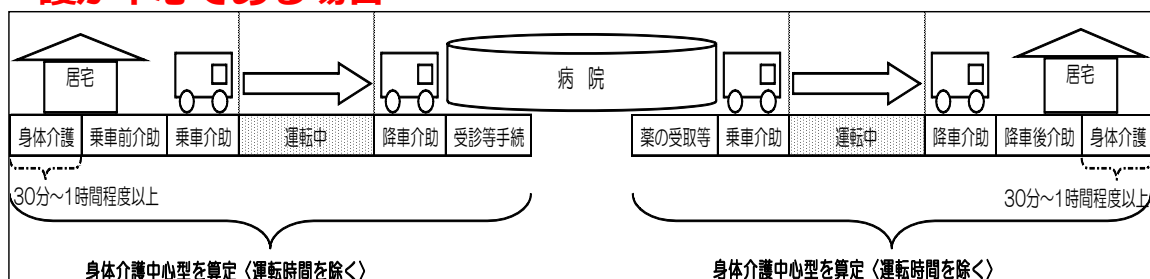 護が中心である場合
居宅
病 院
居宅
身体介護 乗車前介助 乗車介助 運転中 降車介助 受診等手続
薬の受取等 乗車介助 運転中 降車介助 降車後介助 身体介護
30分～1時間程度以上
30分～1時間程度以上
身体介護中心型を算定〈運転時間を除く〉
身体介護中心型を算定〈運転時間を除く〉